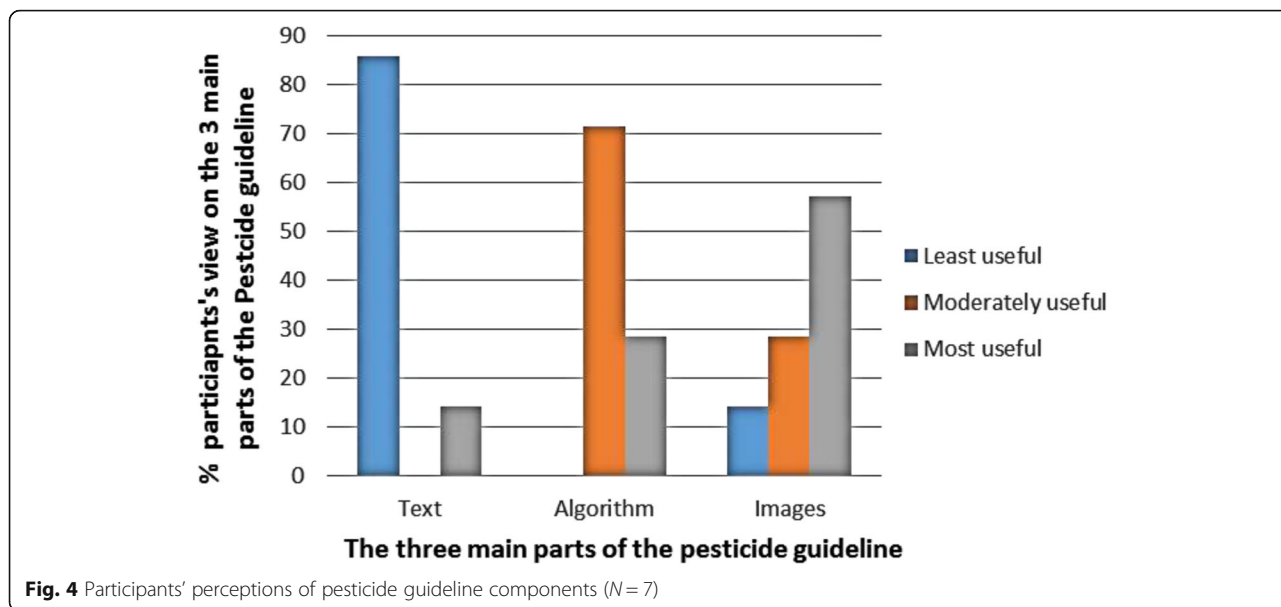 90
80
70
60
50
40
30
20
10
0
% particiapnts's view on the 3 main
parts of the Pestcide guideline
Text
Algorithm
Images
The three main parts of the pesticide guideline
Least useful
Moderately useful
Most useful
Fig. 4 Participants’ perceptions of pesticide guideline components (N = 7)